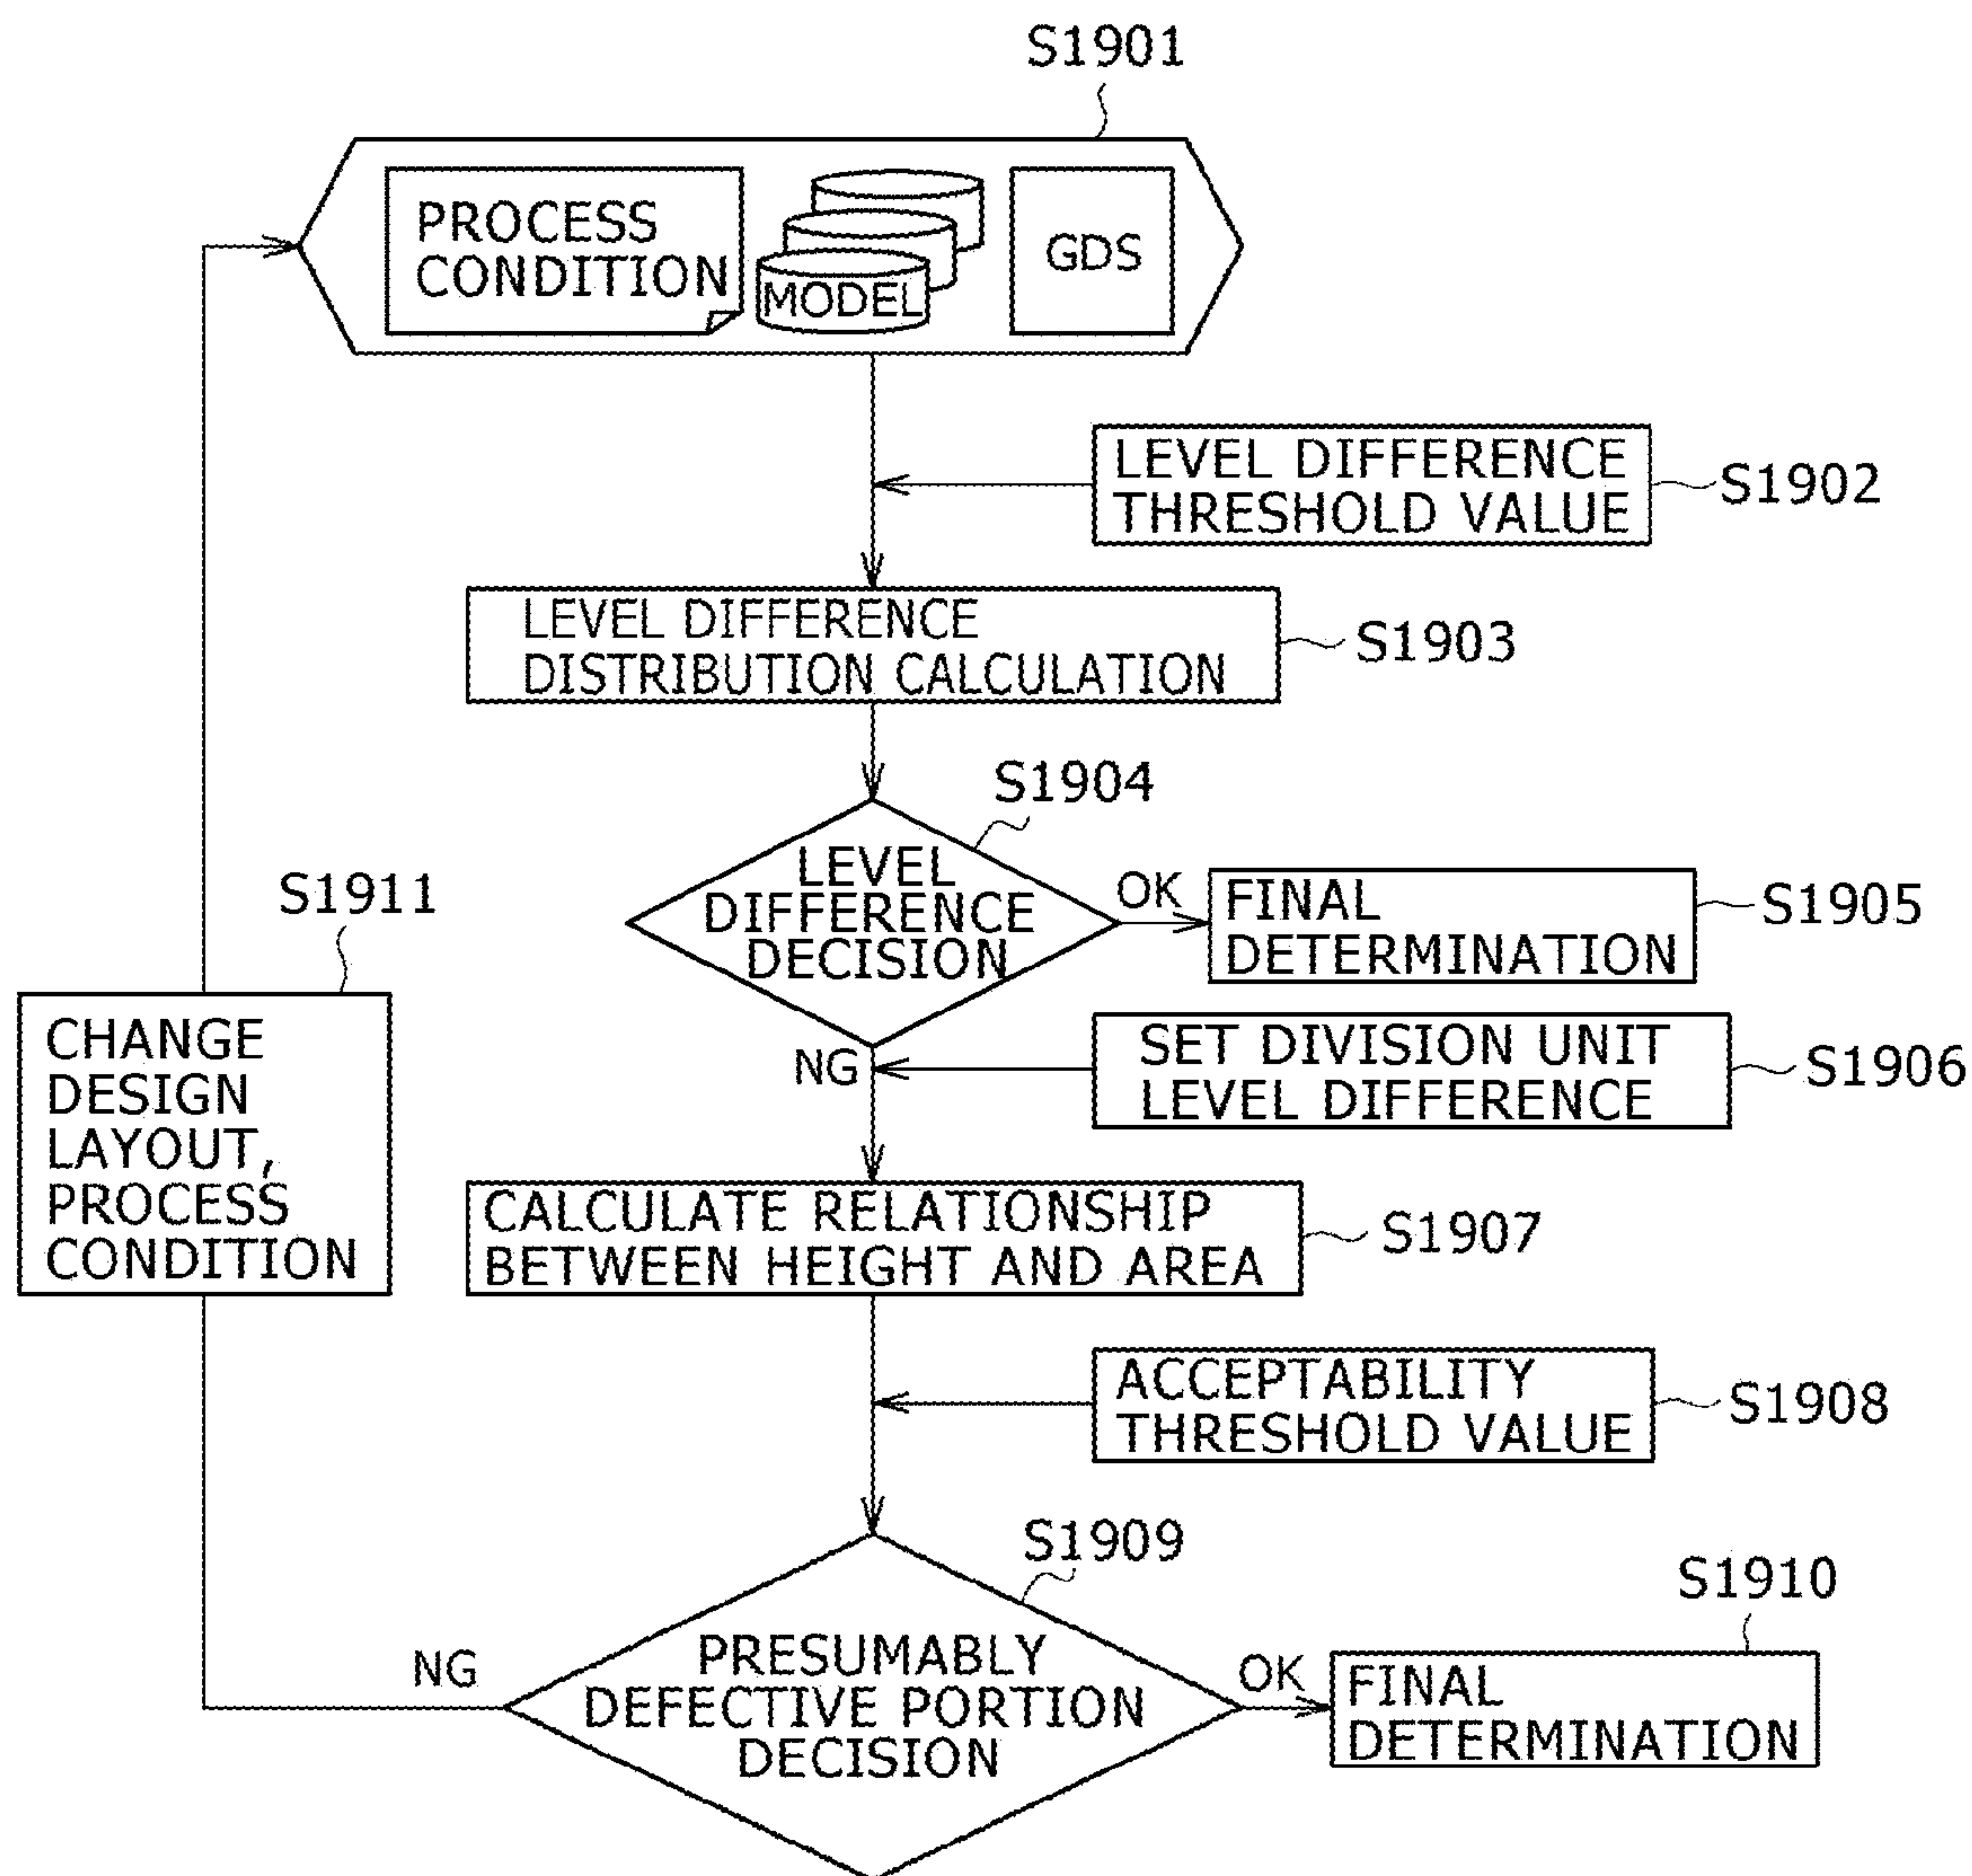 S1901
PROCESS
CONDITION
MODEL
GDS
LEVEL DIFFERENCE
THRESHOLD VALUE
S1902
LEVEL DIFFERENCE
DISTRIBUTION CALCULATION
S1903
S1904
LEVEL
DIFFERENCE
DECISION
OK
FINAL
DETERMINATION
S1905
NG
SET DIVISION UNIT
LEVEL DIFFERENCE
S1906
S1911
CHANGE
DESIGN
LAYOUT,
PROCESS
CONDITION
CALCULATE RELATIONSHIP
BETWEEN HEIGHT AND AREA
S1907
ACCEPTABILITY
THRESHOLD VALUE
S1908
S1909
PRESUMABLY
DEFECTIVE PORTION
DECISION
NG
OK
S1910
FINAL
DETERMINATION